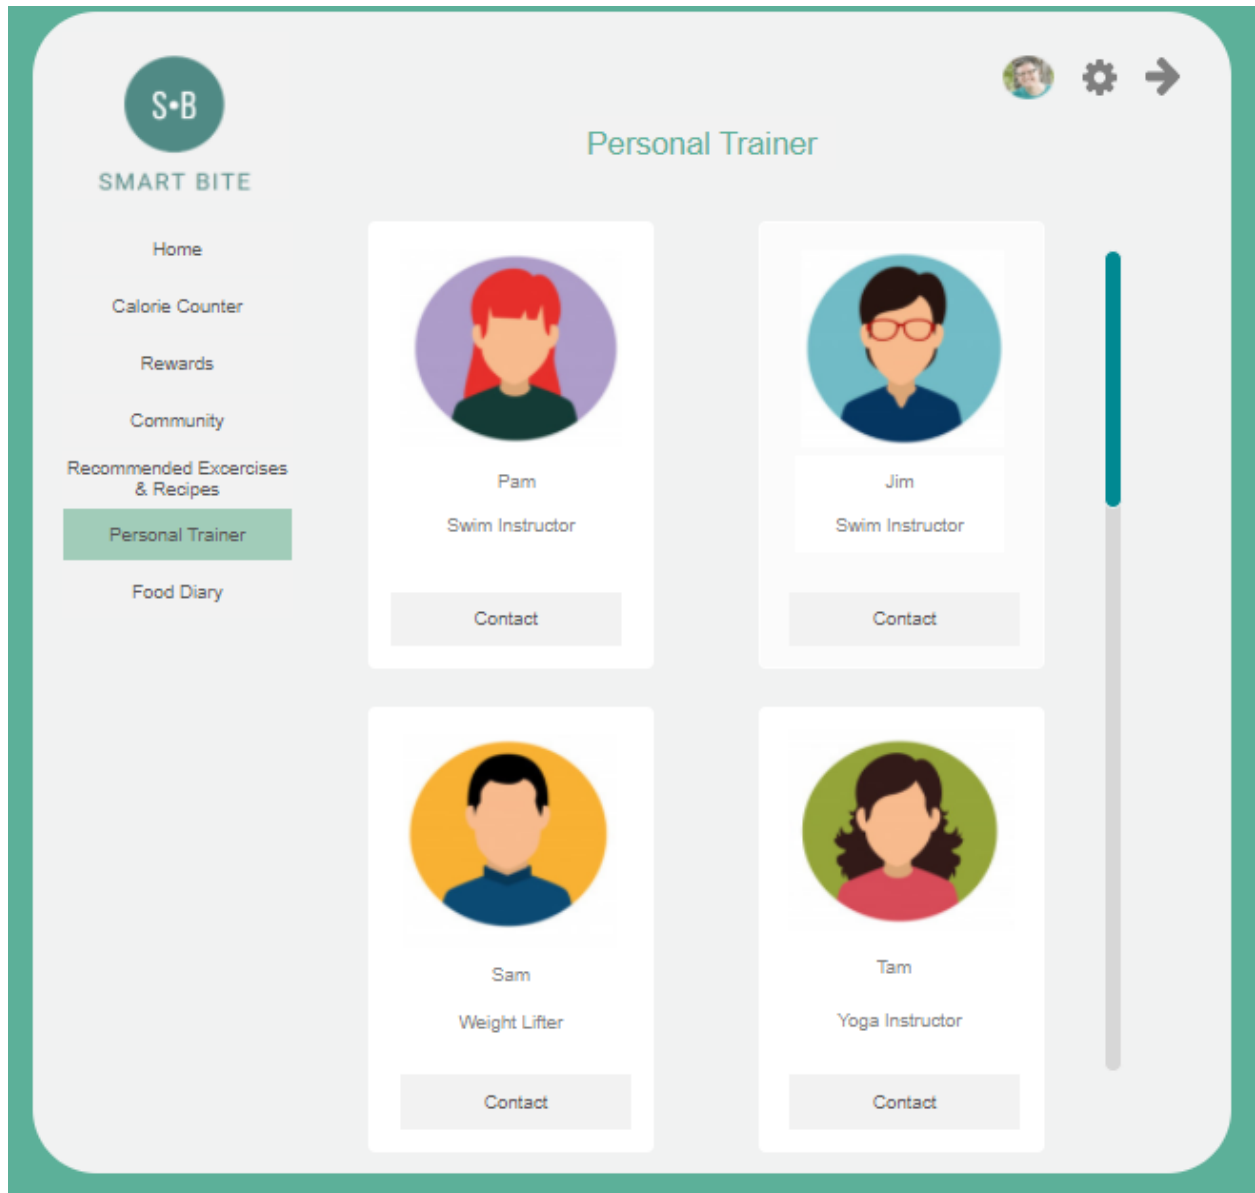 S•B
SMART BITE
Personal Trainer
Home
Calorie Counter
Rewards
Community
Recommended Excercises
& Recipes
Personal Trainer
Food Diary
Pam
Swim Instructor
Contact
Jim
Swim Instructor
Contact
Sam
Weight Lifter
Contact
Tam
Yoga Instructor
Contact